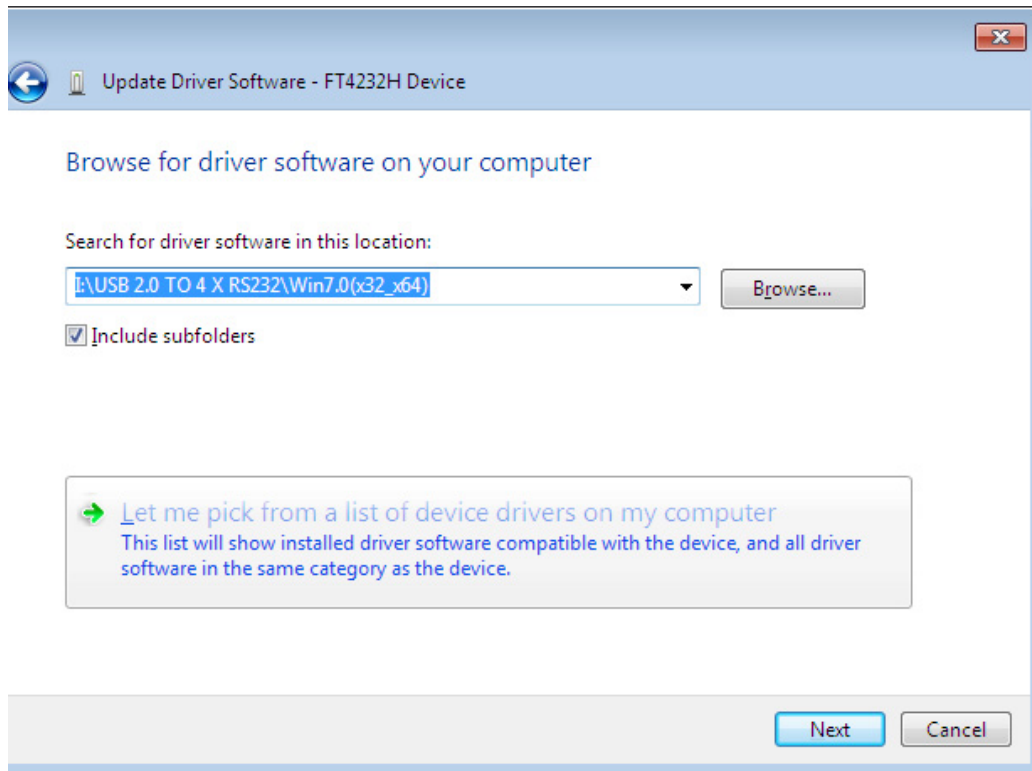 Update Driver Software - FT4232H Device
Browse for driver software on your computer
Search for driver software in this location:
I:\USB 2.0 TO 4 X RS232\Win7.0(x32_x64)
Browse...
Include subfolders
Let me pick from a list of device drivers on my computer
This list will show installed driver software compatible with the device, and all driver
software in the same category as the device.
Next
Cancel